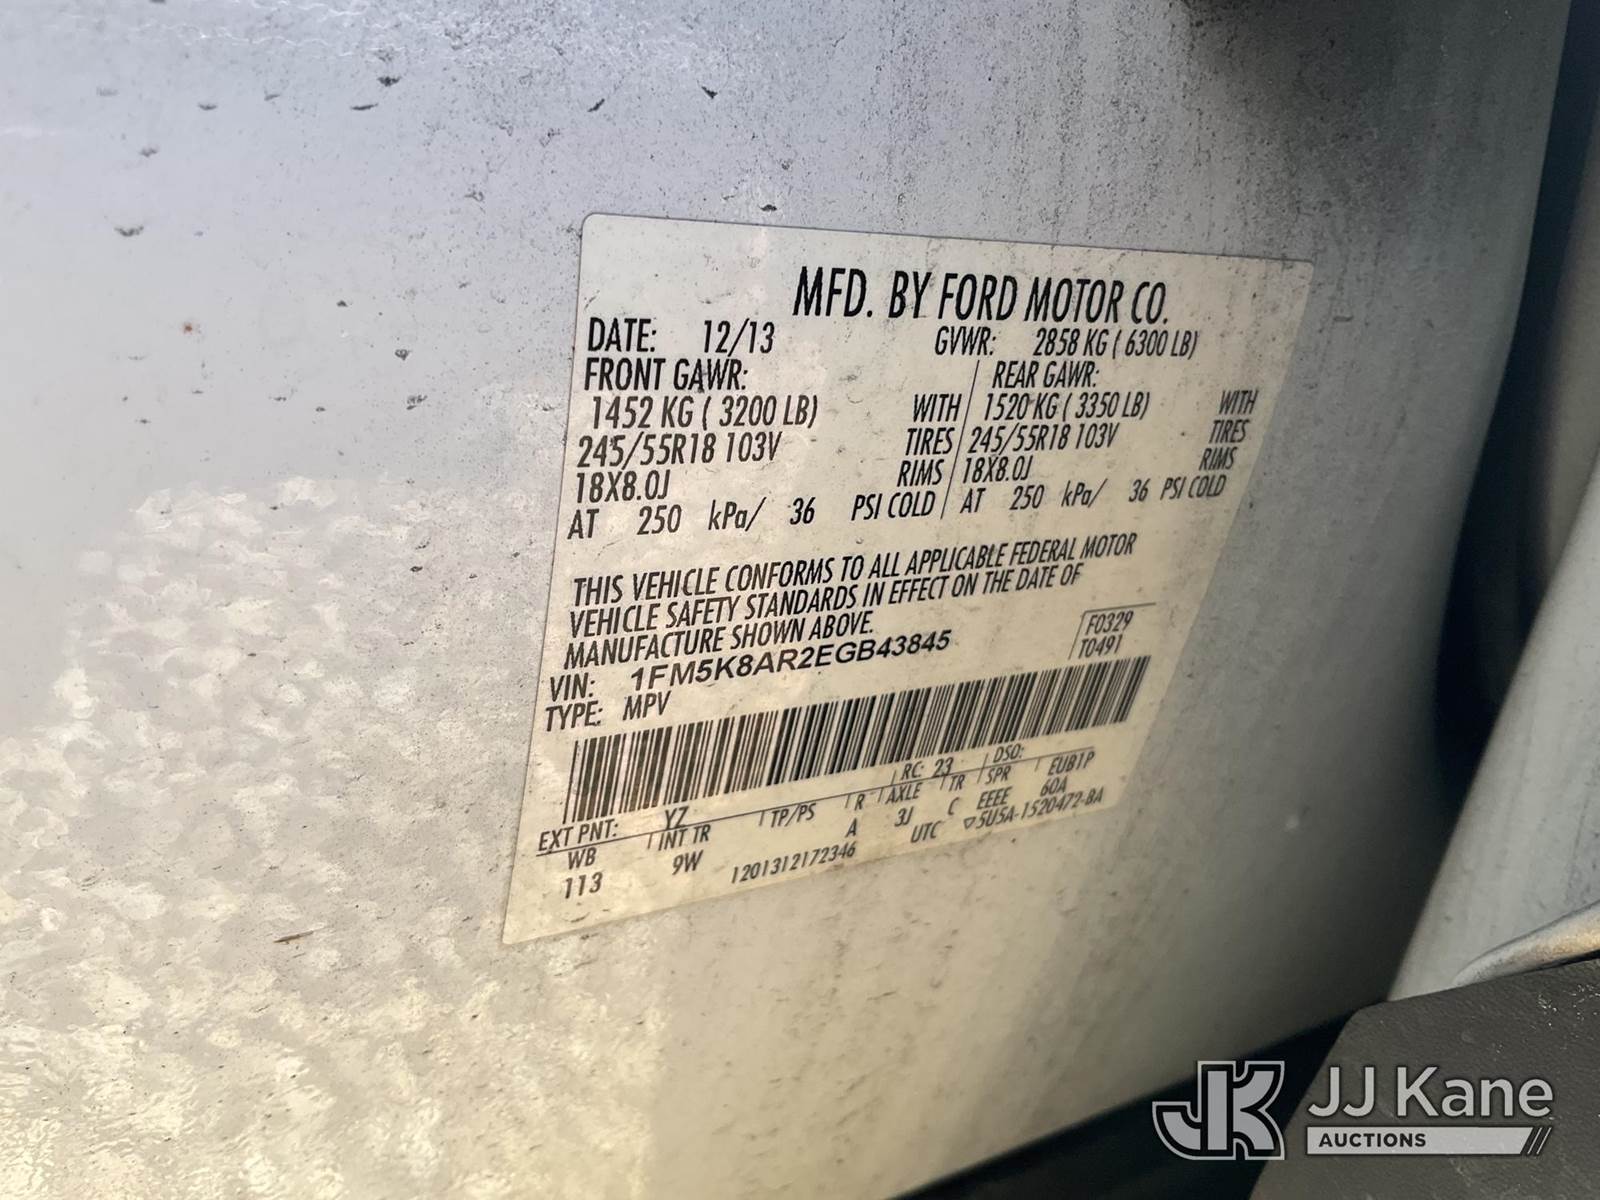 MFD. BY FORD MOTOR CO.
DATE: 12/13 GVWR: 2858 KG ( 6300 LB)
FRONT GAWR: REAR GAWR:
1452 KG ( 3200 LB) WITH 1520 KG ( 3350 LB) WITH
245/55R18 103V TIRES 245/55R18 103V TIRES
18X8.0J RIMS 18X8.0J RIMS
AT 250 kPa/ 36 PSI COLD AT 250 kPa/ 36 PSI COLD
THIS VEHICLE CONFORMS TO ALL APPLICABLE FEDERAL MOTOR
VEHICLE SAFETY STANDARDS IN EFFECT ON THE DATE OF
MANUFACTURE SHOWN ABOVE.
VIN: 1FM5K8AR2EGB43845 F0329
TYPE: MPV T0491
EXT PNT: YZ RC: 23 DSO:
WB INT TR TP/PS R AXLE TR SPR EUB1P
113 9W A 3J C EEEE 60A
1201312172346 UTC ▽5U5A-1520472-BA
JK JJ Kane
AUCTIONS